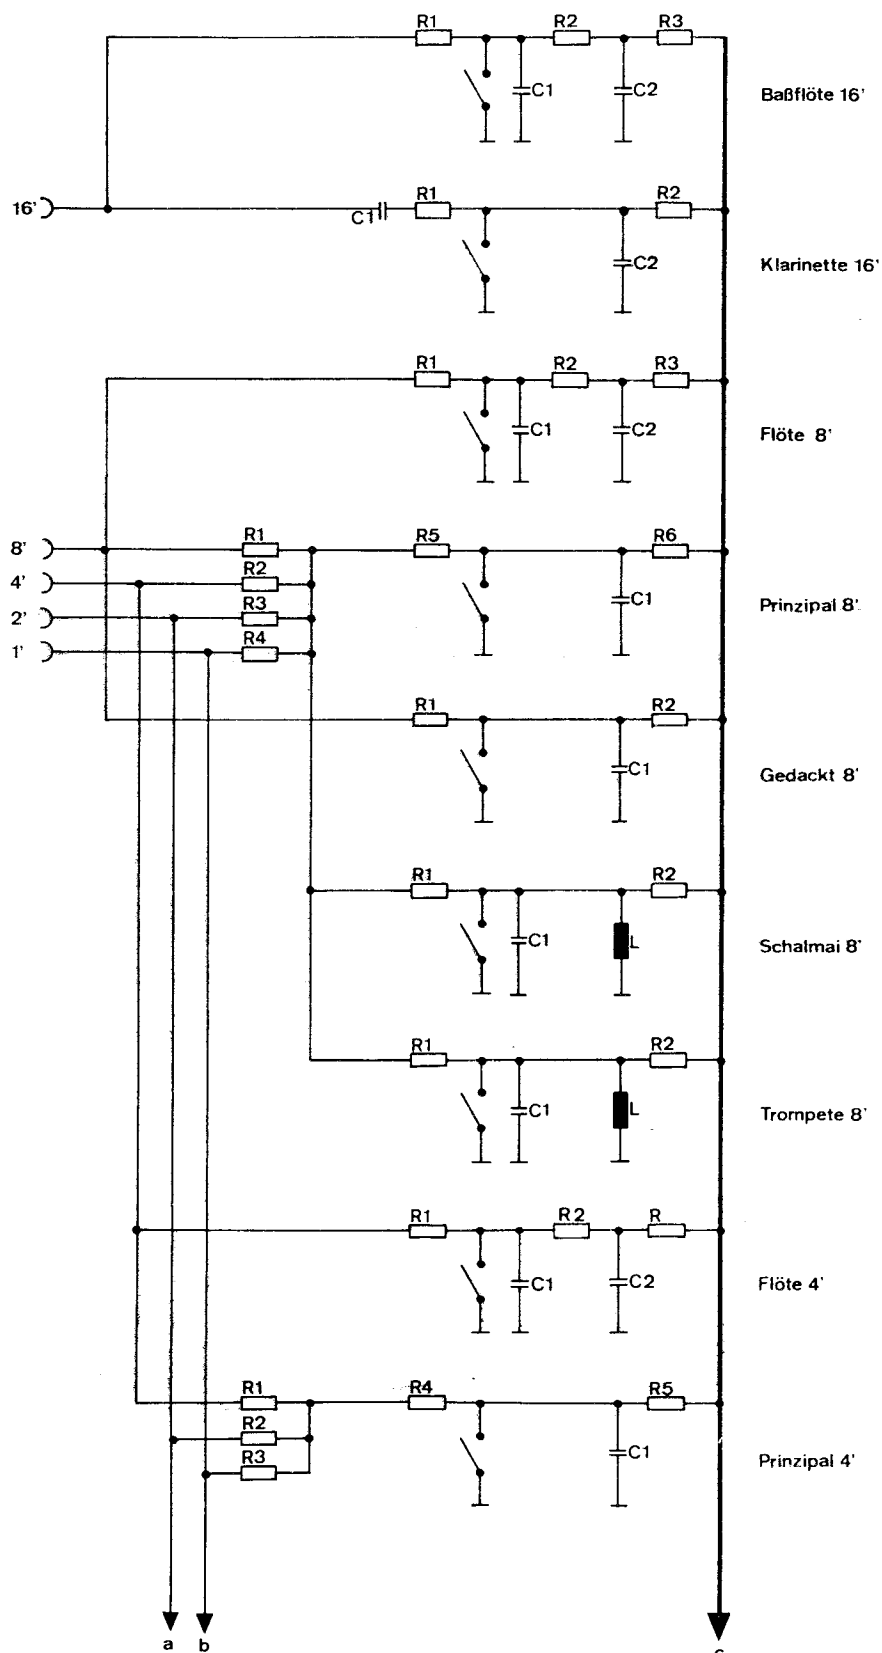 R1 R2 R3
C1 C2
Baßflöte 16'
R1 R2
16' C1
C2
Klarinette 16'
R1 R2 R3
C1 C2
Flöte 8'
8' R1 R5 R6
4' R2
2' R3 C1
Prinzipal 8'
1' R4
R1 R2
C1
Gedackt 8'
R1 R2
C1 L
Schalmai 8'
R1 R2
C1 L
Trompete 8'
R1 R2 R
C1 C2
Flöte 4'
R1 R4 R5
R2
C1
Prinzipal 4'
R3
a b